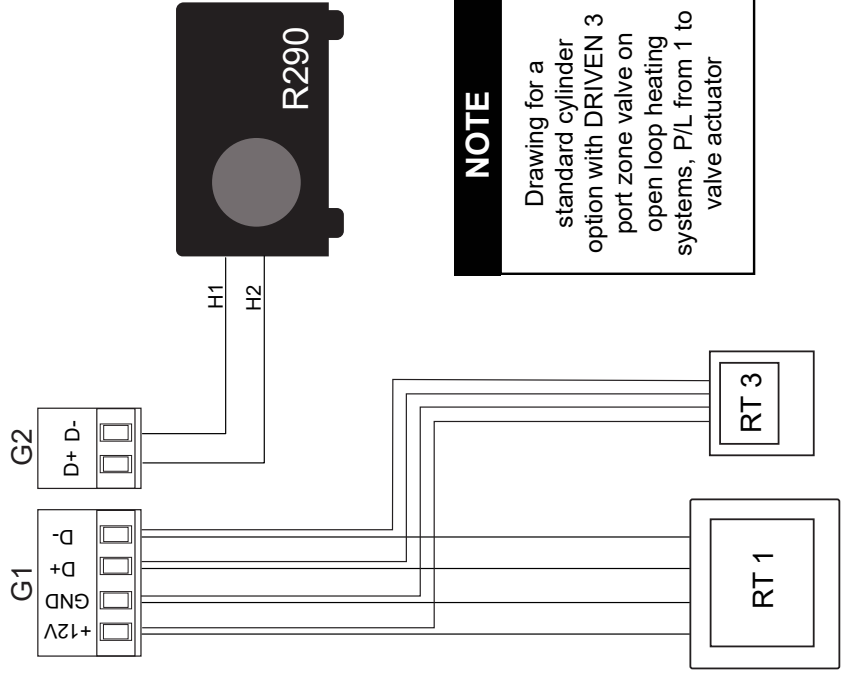 G1
+12V
GND
D+
D-
G2
D+ D-
H1
H2
R290
RT 1
RT 3
NOTE
Drawing for a
standard cylinder
option with DRIVEN 3
port zone valve on
open loop heating
systems, P/L from 1 to
valve actuator